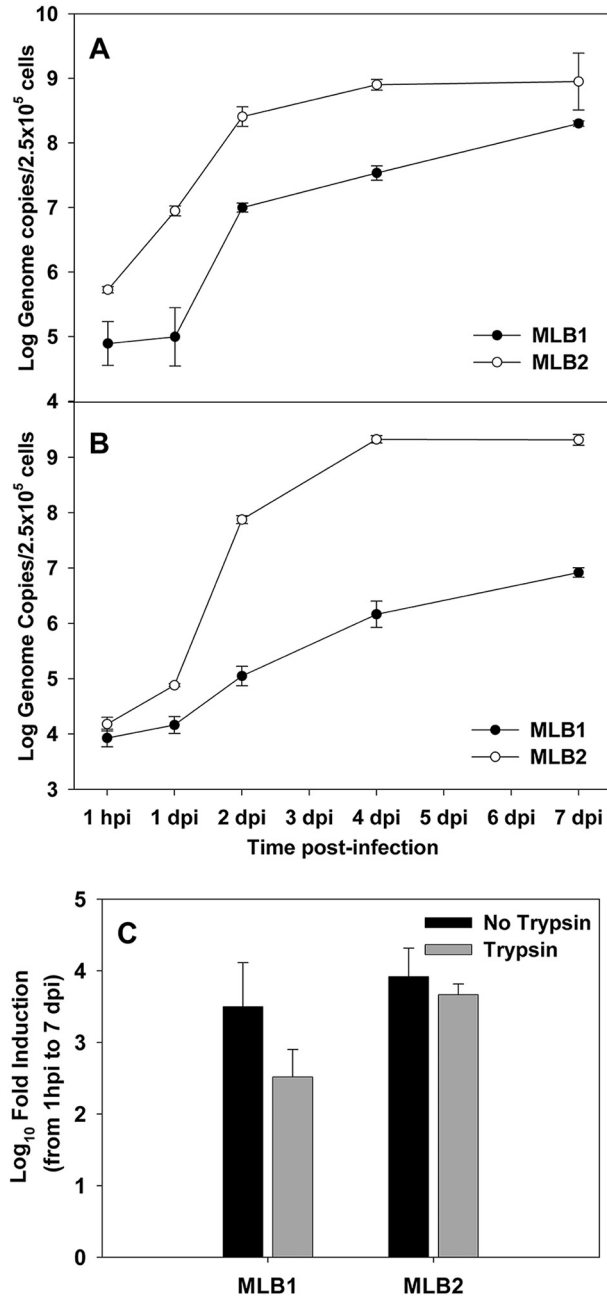 A
10
9
8
7
6
5
4
Log Genome copies/2.5x10⁵ cells
MLB1
MLB2
B
9
8
7
6
5
4
3
Log Genome Copies/2.5x10⁵ cells
MLB1
MLB2
1 hpi 1 dpi 2 dpi 3 dpi 4 dpi 5 dpi 6 dpi 7 dpi
Time post-infection
C
5
4
3
2
1
0
Log₁₀ Fold Induction
(from 1hpi to 7 dpi)
No Trypsin
Trypsin
MLB1 MLB2